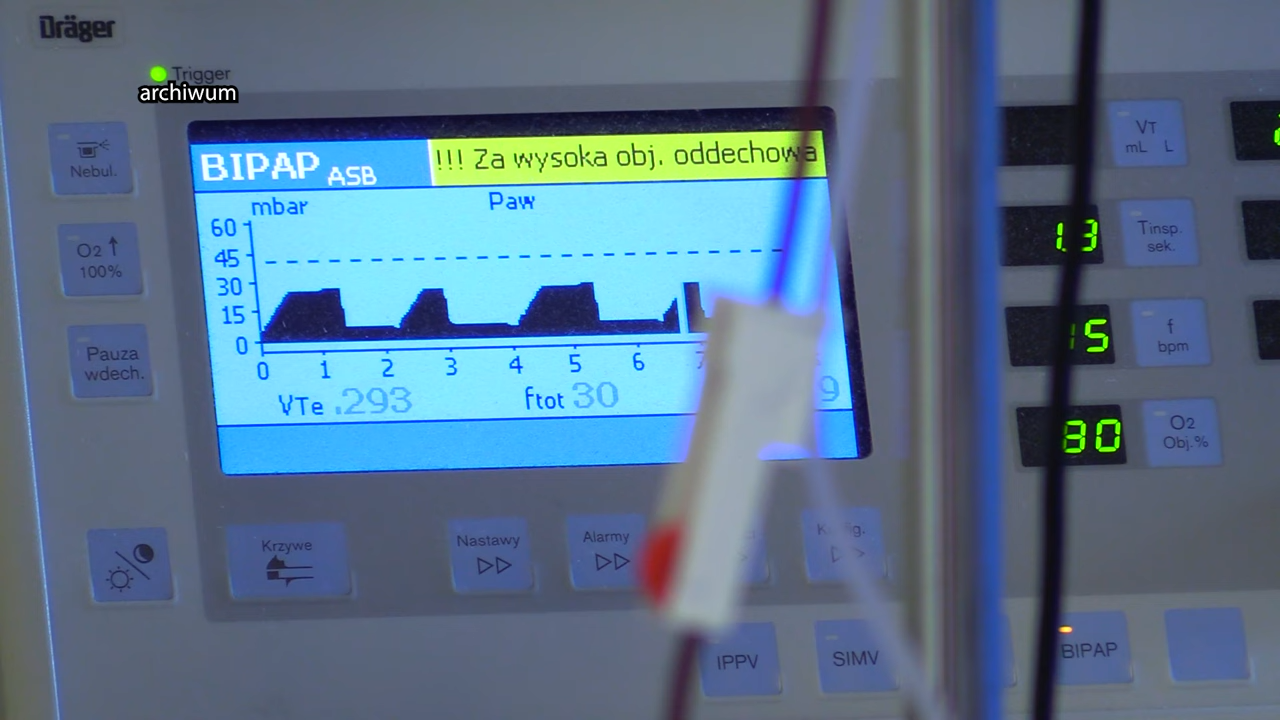 Dräger
Trigger
archiwum
Nebul.
O2 ↑
100%
Pauza
wdech.
BIPAP ASB
!!! Za wysoka obj. oddechowa
mbar
Paw
60
45
30
15
0
0 1 2 3 4 5 6 7
VTe .293
ftot 30
9
VT
mL L
1.3
Tinsp.
sek.
15
f
bpm
80
O2
Obj.%
Krzywe
Nastawy
Alarmy
IPPV
SIMV
BIPAP